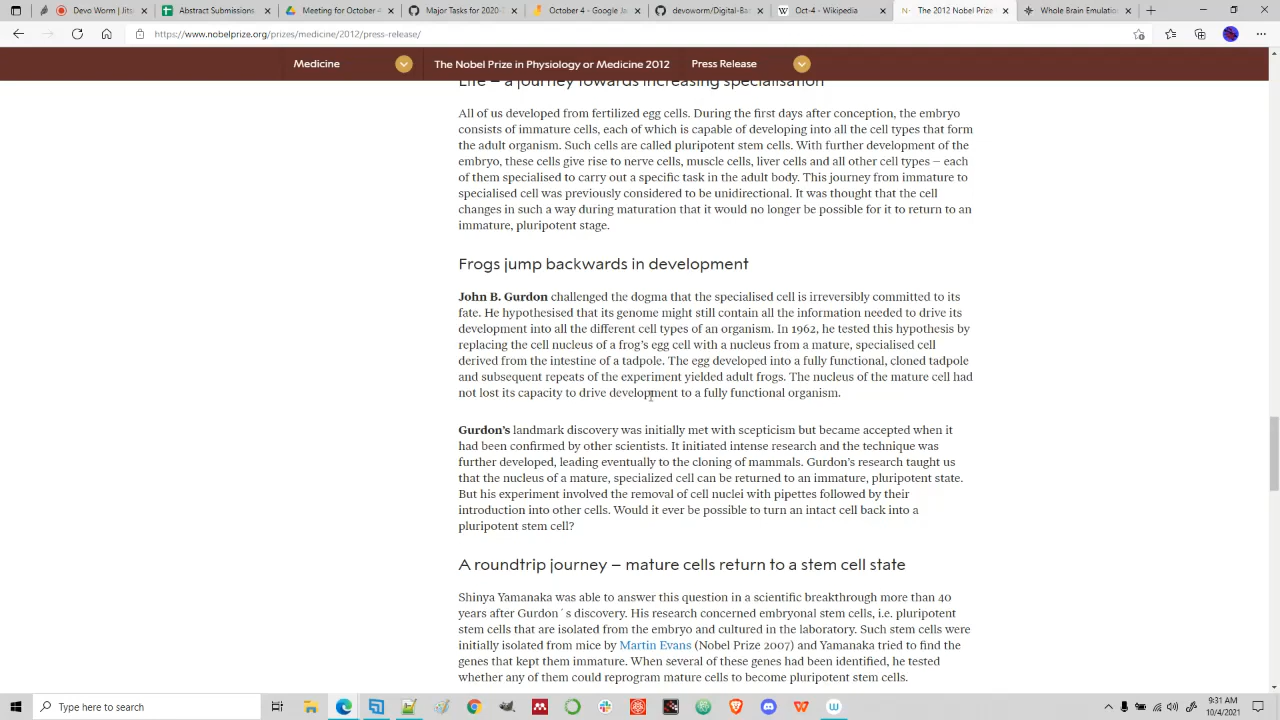 Devo Worm | Jits
Abstract Submissions
Medicine for October 4
Major Tasks for 2020-2
October 4 - Google Ja
devoworm/Digital-Ba
Oct-4 - Wikipedia
The 2012 Nobel Prize
Whole Brain Emulation
https://www.nobelprize.org/prizes/medicine/2012/press-release/
Medicine
The Nobel Prize in Physiology or Medicine 2012
Press Release
Life – a journey towards increasing specialisation
All of us developed from fertilized egg cells. During the first days after conception, the embryo
consists of immature cells, each of which is capable of developing into all the cell types that form
the adult organism. Such cells are called pluripotent stem cells. With further development of the
embryo, these cells give rise to nerve cells, muscle cells, liver cells and all other cell types – each
of them specialised to carry out a specific task in the adult body. This journey from immature to
specialised cell was previously considered to be unidirectional. It was thought that the cell
changes in such a way during maturation that it would no longer be possible for it to return to an
immature, pluripotent stage.
Frogs jump backwards in development
John B. Gurdon challenged the dogma that the specialised cell is irreversibly committed to its
fate. He hypothesised that its genome might still contain all the information needed to drive its
development into all the different cell types of an organism. In 1962, he tested this hypothesis by
replacing the cell nucleus of a frog's egg cell with a nucleus from a mature, specialised cell
derived from the intestine of a tadpole. The egg developed into a fully functional, cloned tadpole
and subsequent repeats of the experiment yielded adult frogs. The nucleus of the mature cell had
not lost its capacity to drive development to a fully functional organism.
Gurdon's landmark discovery was initially met with scepticism but became accepted when it
had been confirmed by other scientists. It initiated intense research and the technique was
further developed, leading eventually to the cloning of mammals. Gurdon's research taught us
that the nucleus of a mature, specialized cell can be returned to an immature, pluripotent state.
But his experiment involved the removal of cell nuclei with pipettes followed by their
introduction into other cells. Would it ever be possible to turn an intact cell back into a
pluripotent stem cell?
A roundtrip journey – mature cells return to a stem cell state
Shinya Yamanaka was able to answer this question in a scientific breakthrough more than 40
years after Gurdon´s discovery. His research concerned embryonal stem cells, i.e. pluripotent
stem cells that are isolated from the embryo and cultured in the laboratory. Such stem cells were
initially isolated from mice by Martin Evans (Nobel Prize 2007) and Yamanaka tried to find the
genes that kept them immature. When several of these genes had been identified, he tested
whether any of them could reprogram mature cells to become pluripotent stem cells.
Type here to search
9:31 AM
10/4/2021